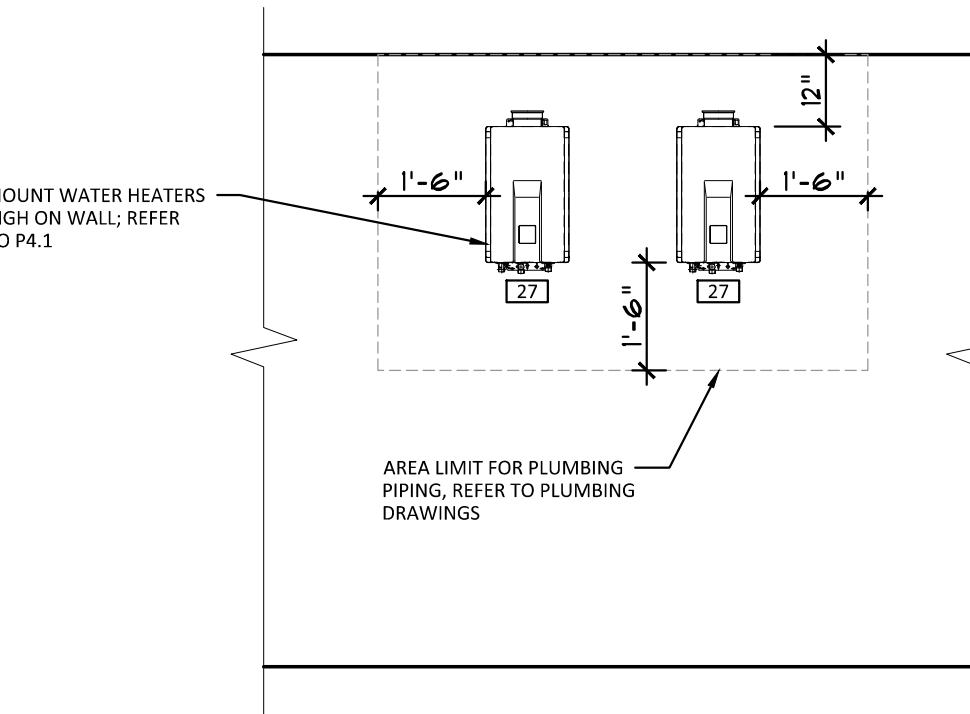 12"
1'-6"
1'-6"
OUNT WATER HEATERS
GH ON WALL; REFER
O P4.1
27
27
1'-6"
AREA LIMIT FOR PLUMBING
PIPING, REFER TO PLUMBING
DRAWINGS